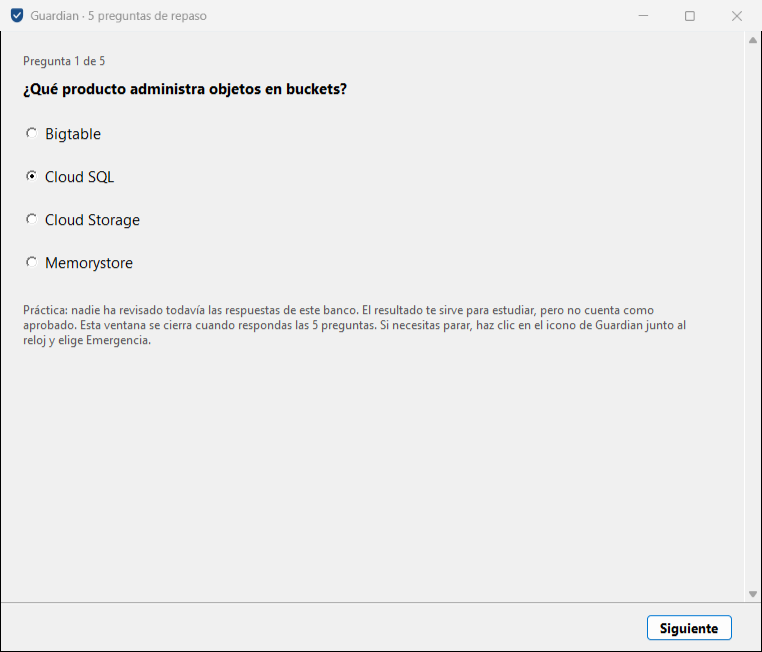 Guardian · 5 preguntas de repaso
Pregunta 1 de 5
¿Qué producto administra objetos en buckets?
Bigtable
Cloud SQL
Cloud Storage
Memorystore
Práctica: nadie ha revisado todavía las respuestas de este banco. El resultado te sirve para estudiar, pero no cuenta como
aprobado. Esta ventana se cierra cuando respondas las 5 preguntas. Si necesitas parar, haz clic en el icono de Guardian junto al
reloj y elige Emergencia.
Siguiente